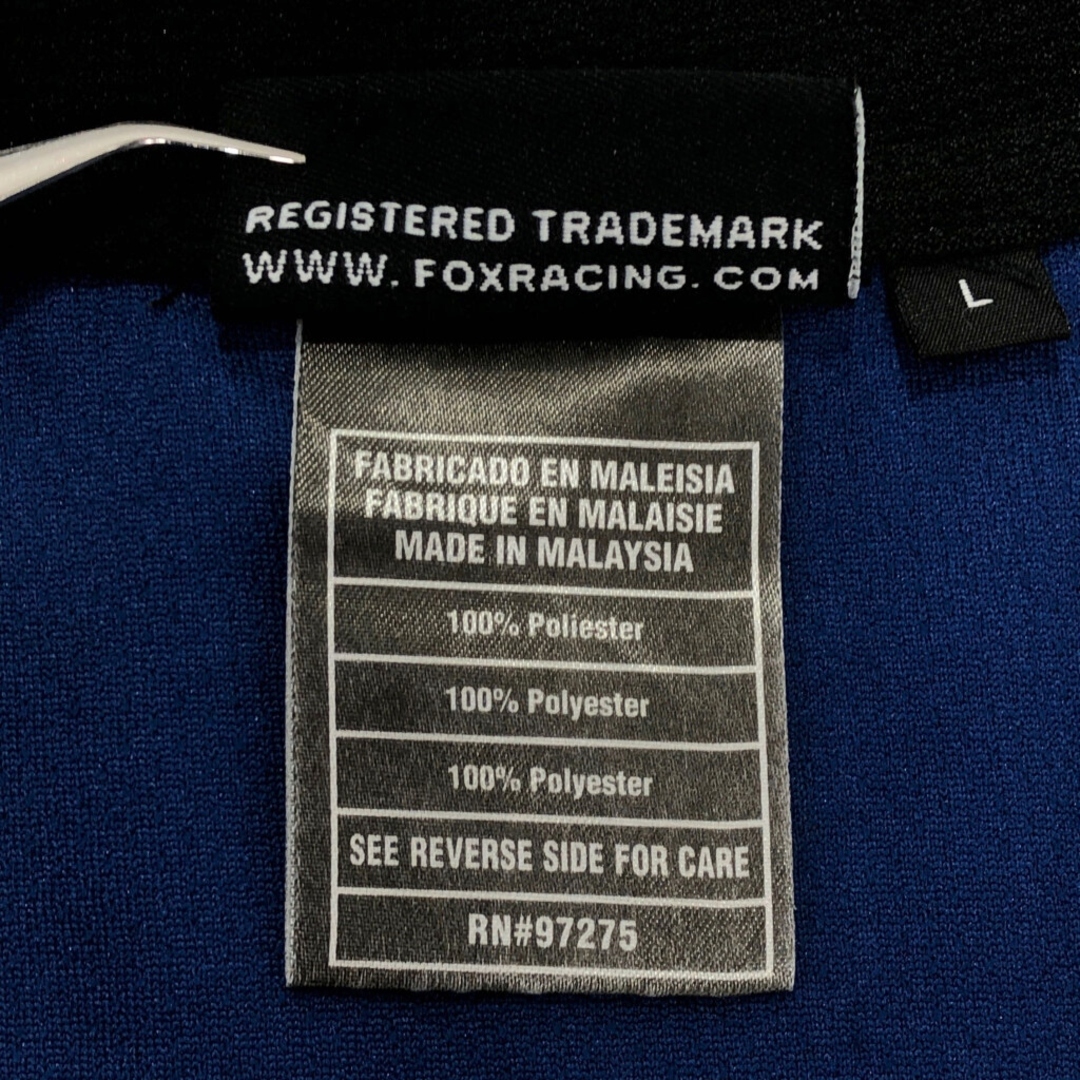 REGISTERED TRADEMARK
WWW. FOXRACING. COM
L
FABRICADO EN MALEISIA
FABRIQUE EN MALAISIE
MADE IN MALAYSIA
100% Poliester
100% Polyester
100% Polyester
SEE REVERSE SIDE FOR CARE
RN#97275